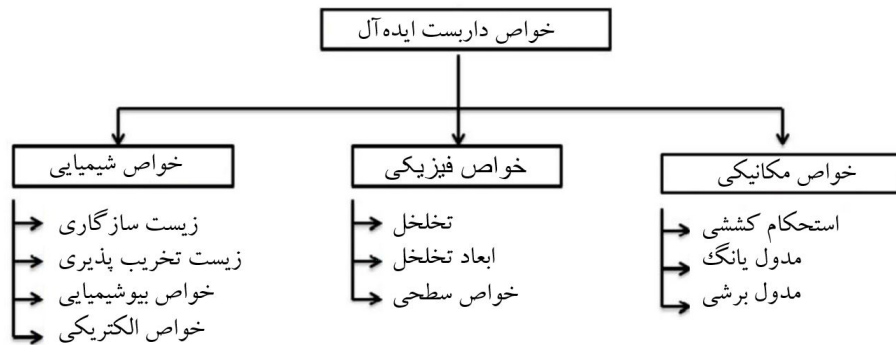 خواص داربست ایده‌آل
خواص مکانیکی
استحکام کششی
مدول یانگ
مدول برشی
خواص فیزیکی
تخلخل
ابعاد تخلخل
خواص سطحی
خواص شیمیایی
زیست سازگاری
زیست تخریب پذیری
خواص بیوشیمیایی
خواص الکتریکی